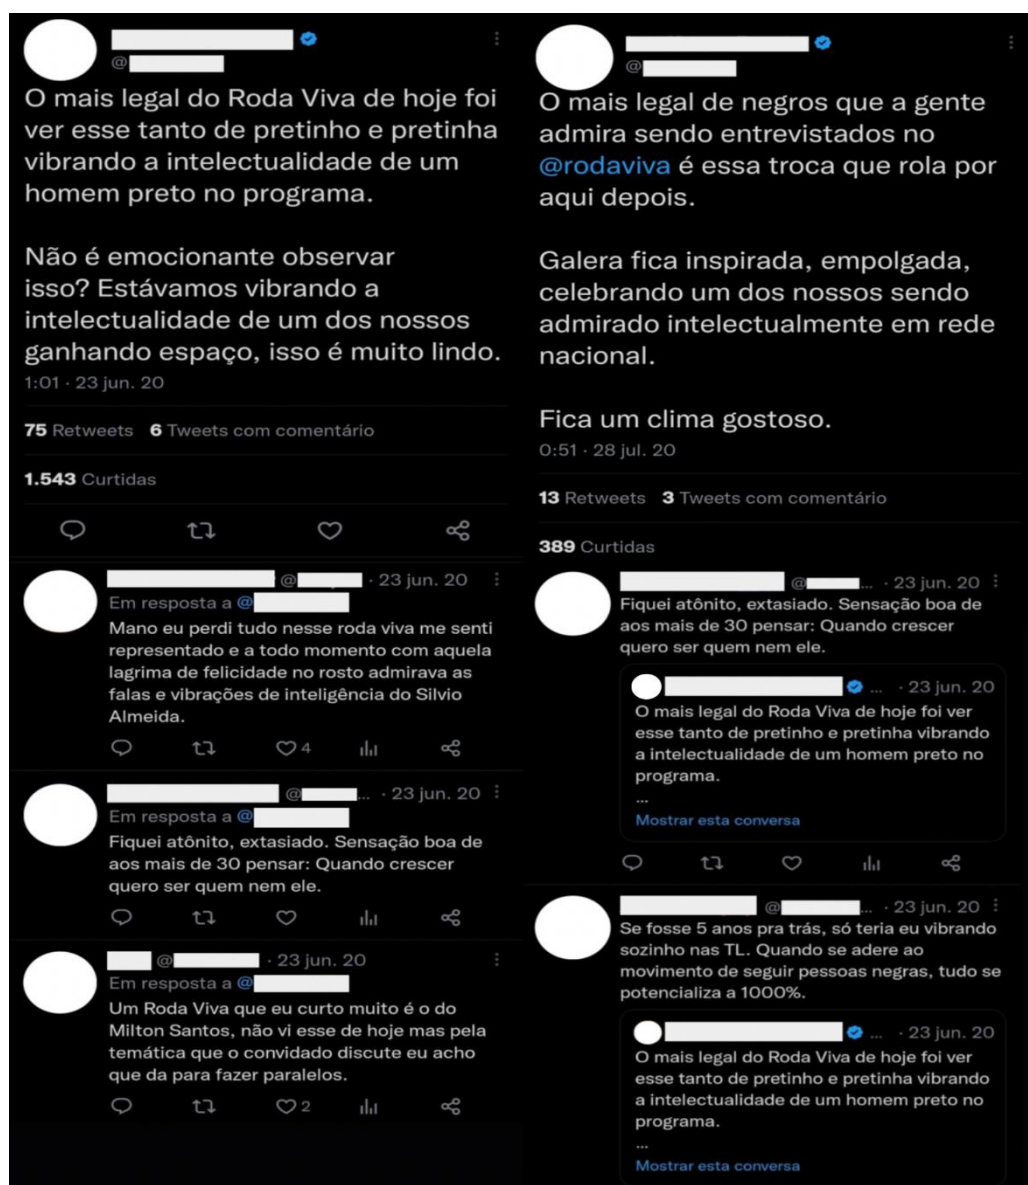 @
O mais legal do Roda Viva de hoje foi
ver esse tanto de pretinho e pretinha
vibrando a intelectualidade de um
homem preto no programa.
Não é emocionante observar
isso? Estávamos vibrando a
intelectualidade de um dos nossos
ganhando espaço, isso é muito lindo.
1:01 · 23 jun. 20
75 Retweets 6 Tweets com comentário
1.543 Curtidas
@ · 23 jun. 20
Em resposta a @
Mano eu perdi tudo nesse roda viva me senti
representado e a todo momento com aquela
lagrima de felicidade no rosto admirava as
falas e vibrações de inteligência do Silvio
Almeida.
4
@ ... · 23 jun. 20
Em resposta a @
Fiquei atônito, extasiado. Sensação boa de
aos mais de 30 pensar: Quando crescer
quero ser quem nem ele.
@ · 23 jun. 20
Em resposta a @
Um Roda Viva que eu curto muito é o do
Milton Santos, não vi esse de hoje mas pela
temática que o convidado discute eu acho
que da para fazer paralelos.
2
@
O mais legal de negros que a gente
admira sendo entrevistados no
@rodaviva é essa troca que rola por
aqui depois.
Galera fica inspirada, empolgada,
celebrando um dos nossos sendo
admirado intelectualmente em rede
nacional.
Fica um clima gostoso.
0:51 · 28 jul. 20
13 Retweets 3 Tweets com comentário
389 Curtidas
@ ... · 23 jun. 20
Fiquei atônito, extasiado. Sensação boa de
aos mais de 30 pensar: Quando crescer
quero ser quem nem ele.
... · 23 jun. 20
O mais legal do Roda Viva de hoje foi ver
esse tanto de pretinho e pretinha vibrando
a intelectualidade de um homem preto no
programa.
...
Mostrar esta conversa
@ ... · 23 jun. 20
Se fosse 5 anos pra trás, só teria eu vibrando
sozinho nas TL. Quando se adere ao
movimento de seguir pessoas negras, tudo se
potencializa a 1000%.
... · 23 jun. 20
O mais legal do Roda Viva de hoje foi ver
esse tanto de pretinho e pretinha vibrando
a intelectualidade de um homem preto no
programa.
...
Mostrar esta conversa